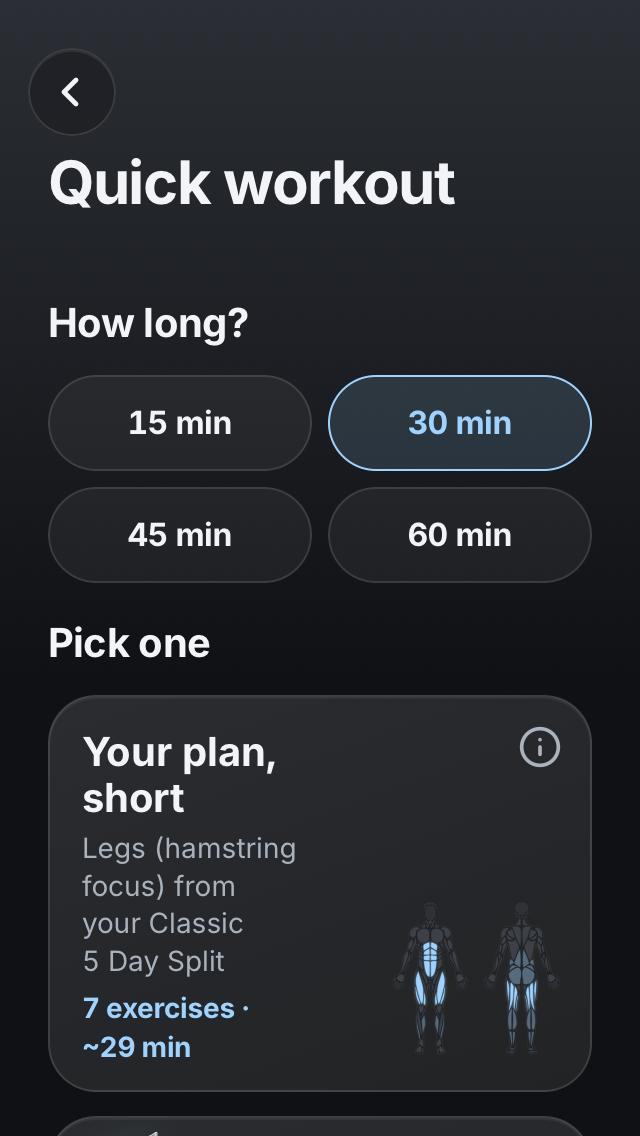 Quick workout
How long?
15 min
30 min
45 min
60 min
Pick one
Your plan,
short
Legs (hamstring
focus) from
your Classic
5 Day Split
7 exercises ·
~29 min